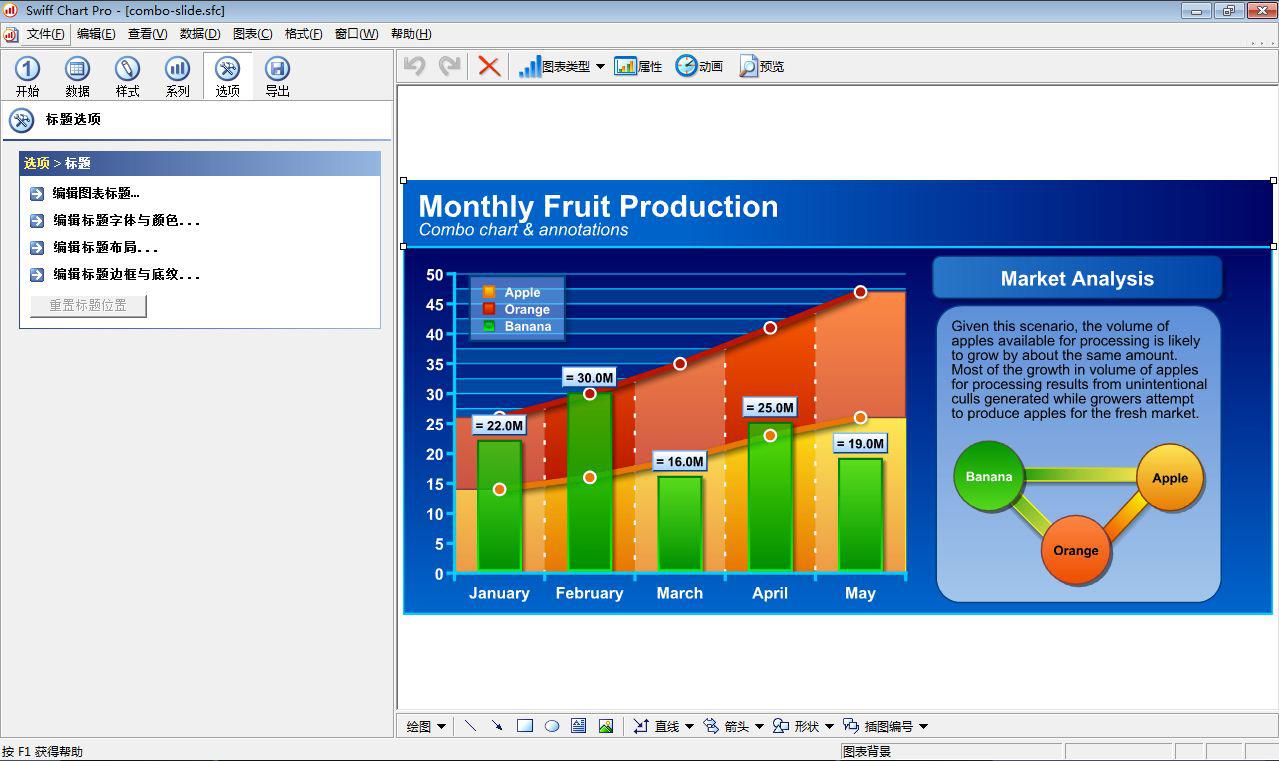 Swiff Chart Pro - [combo-slide.sfc]
文件(F) 编辑(E) 查看(V) 数据(D) 图表(C) 格式(F) 窗口(W) 帮助(H)
开始 数据 样式 系列 选项 导出
图表类型 属性 动画 预览
标题选项
选项 > 标题
编辑图表标题...
编辑标题字体与颜色...
编辑标题布局...
编辑标题边框与底纹...
重置标题位置
Monthly Fruit Production
Combo chart & annotations
50
45
40
35
30
25
20
15
10
5
0
Apple
Orange
Banana
= 22.0M
= 30.0M
= 16.0M
= 25.0M
= 19.0M
January February March April May
Market Analysis
Given this scenario, the volume of
apples available for processing is likely
to grow by about the same amount.
Most of the growth in volume of apples
for processing results from unintentional
culls generated while growers attempt
to produce apples for the fresh market.
Banana
Apple
Orange
绘图 直线 箭头 形状 插图编号
按 F1 获得帮助
图表背景